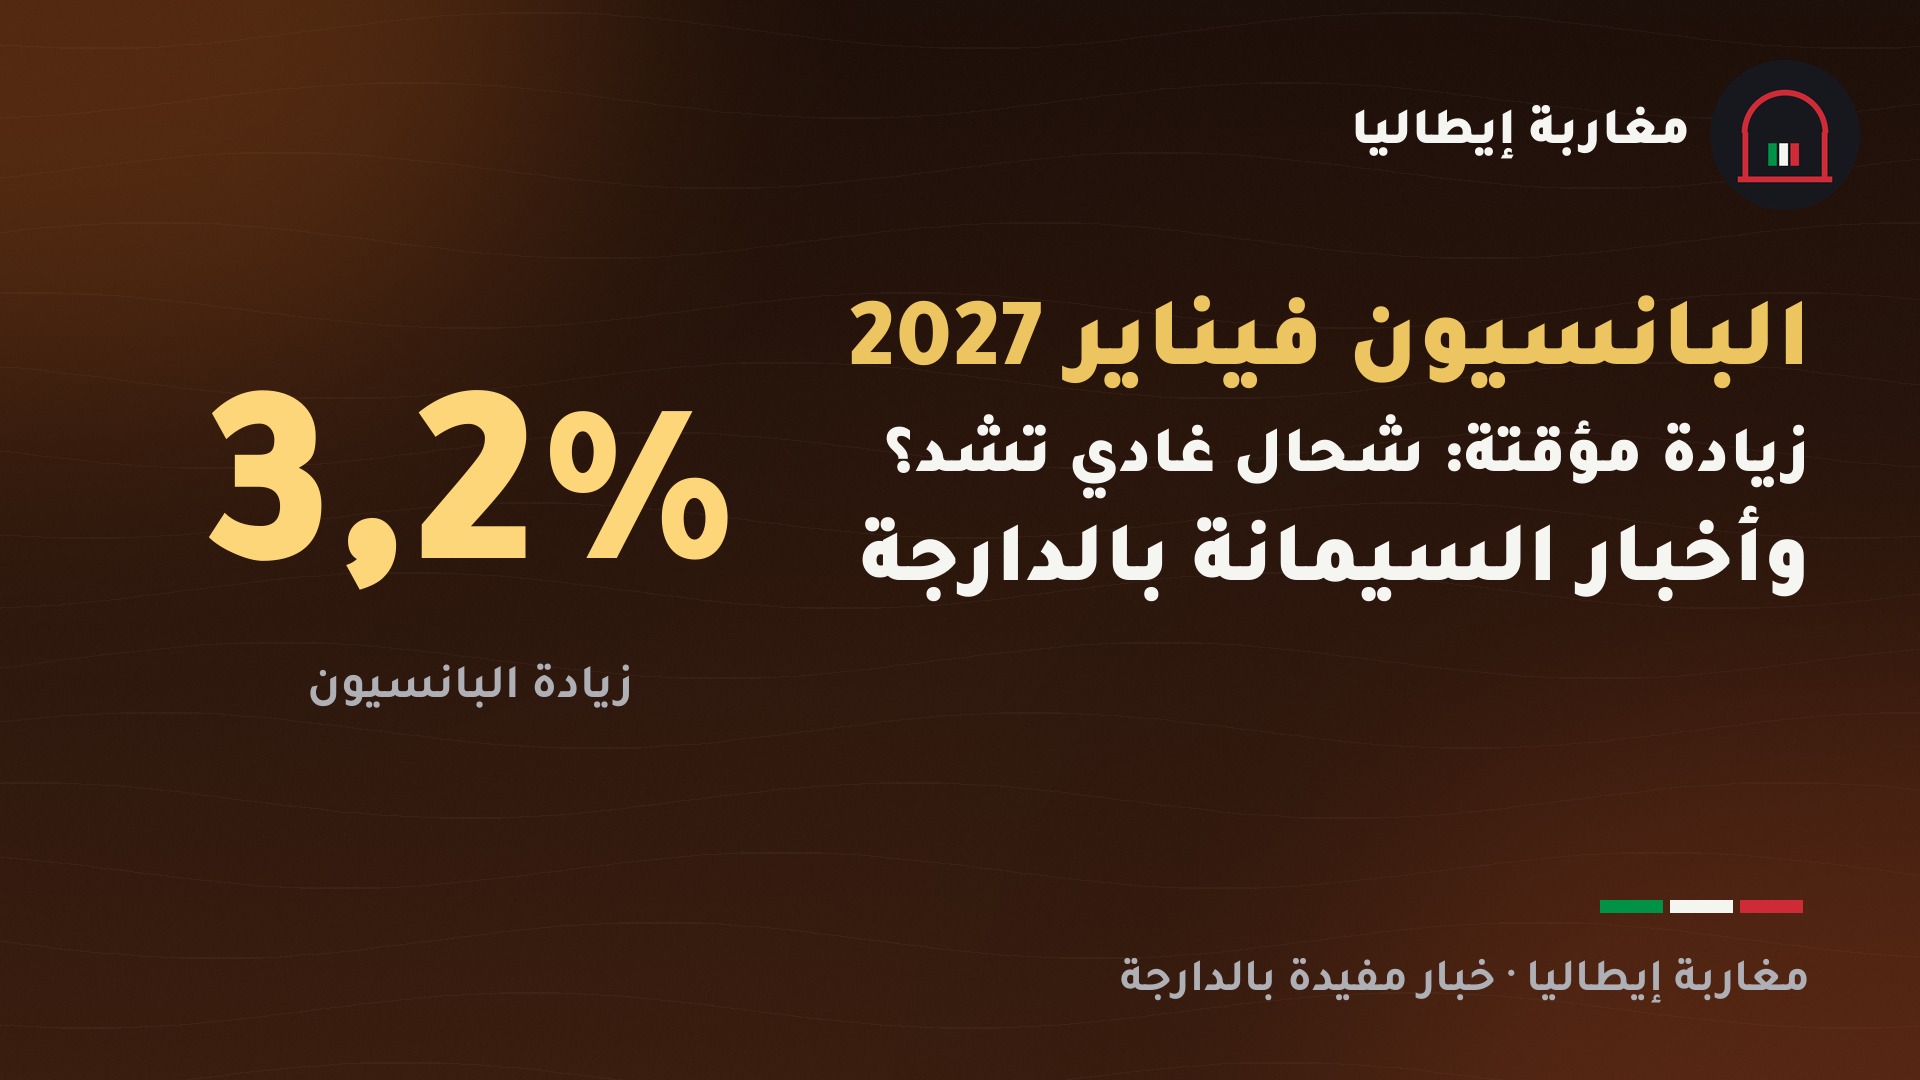 مغاربة إيطاليا
البانسيون فيناير 2027
زيادة مؤقتة: شحال غادي تشد؟
وأخبار السيمانة بالدارجة
3,2%
زيادة البانسيون
مغاربة إيطاليا · خبار مفيدة بالدارجة